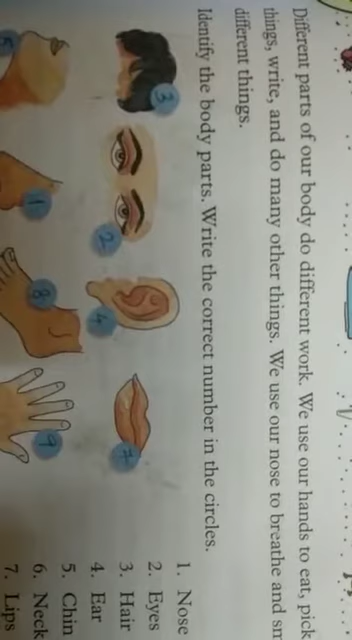 Different parts of our body do different work. We use our hands to eat, pick
things, write, and do many other things. We use our nose to breathe and sm
different things.
Identify the body parts. Write the correct number in the circles.
3
2
4
7
5
1
8
9
1. Nose
2. Eyes
3. Hair
4. Ear
5. Chin
6. Neck
7. Lips